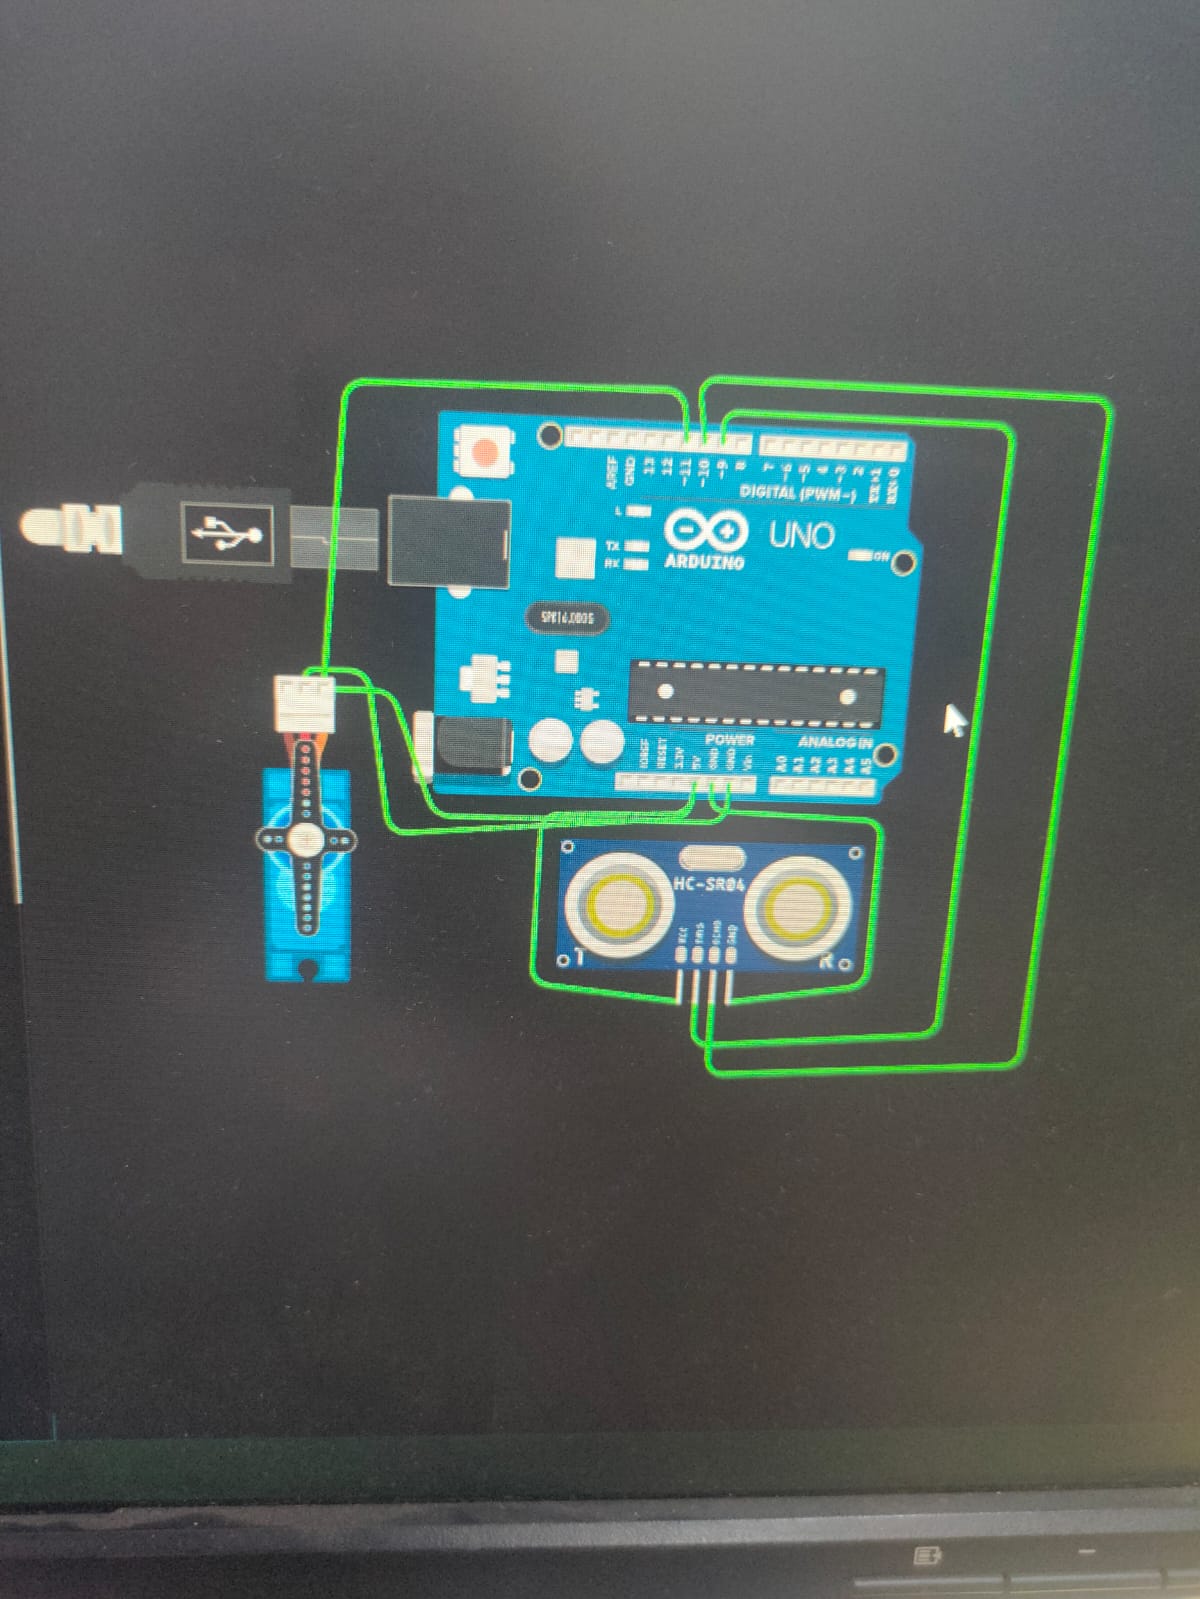 AREF
GND
13
12
~11
~10
~9
8
7
~6
~5
4
~3
2
TX→1
RX←0
DIGITAL (PWM~)
L
TX
RX
UNO
ON
ARDUINO
POWER
ANALOG IN
IOREF
RESET
3.3V
5V
GND
GND
Vin
A0
A1
A2
A3
A4
A5
HC-SR04
VCC
TRIG
ECHO
GND
T
R